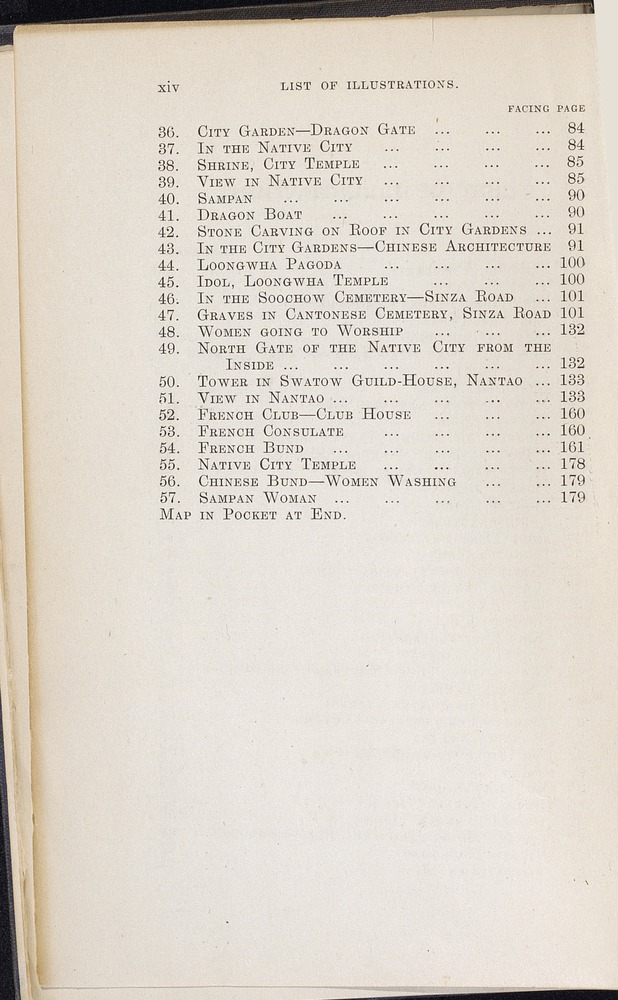 xiv LIST OF ILLUSTRATIONS.
FACING PAGE
36. CITY GARDEN—DRAGON GATE ... ... ... 84
37. IN THE NATIVE CITY ... ... ... ... 84
38. SHRINE, CITY TEMPLE ... ... ... ... 85
39. VIEW IN NATIVE CITY ... ... ... ... 85
40. SAMPAN ... ... ... ... ... ... 90
41. DRAGON BOAT ... ... ... ... ... 90
42. STONE CARVING ON ROOF IN CITY GARDENS ... 91
43. IN THE CITY GARDENS—CHINESE ARCHITECTURE 91
44. LOONGWHA PAGODA ... ... ... ... 100
45. IDOL, LOONGWHA TEMPLE ... ... ... 100
46. IN THE SOOCHOW CEMETERY—SINZA ROAD ... 101
47. GRAVES IN CANTONESE CEMETERY, SINZA ROAD 101
48. WOMEN GOING TO WORSHIP ... ... ... 132
49. NORTH GATE OF THE NATIVE CITY FROM THE
INSIDE ... ... ... ... ... ... 132
50. TOWER IN SWATOW GUILD-HOUSE, NANTAO ... 133
51. VIEW IN NANTAO ... ... ... ... ... 133
52. FRENCH CLUB—CLUB HOUSE ... ... ... 160
53. FRENCH CONSULATE ... ... ... ... 160
54. FRENCH BUND ... ... ... ... ... 161
55. NATIVE CITY TEMPLE ... ... ... ... 178
56. CHINESE BUND—WOMEN WASHING ... ... 179
57. SAMPAN WOMAN ... ... ... ... ... 179
MAP IN POCKET AT END.